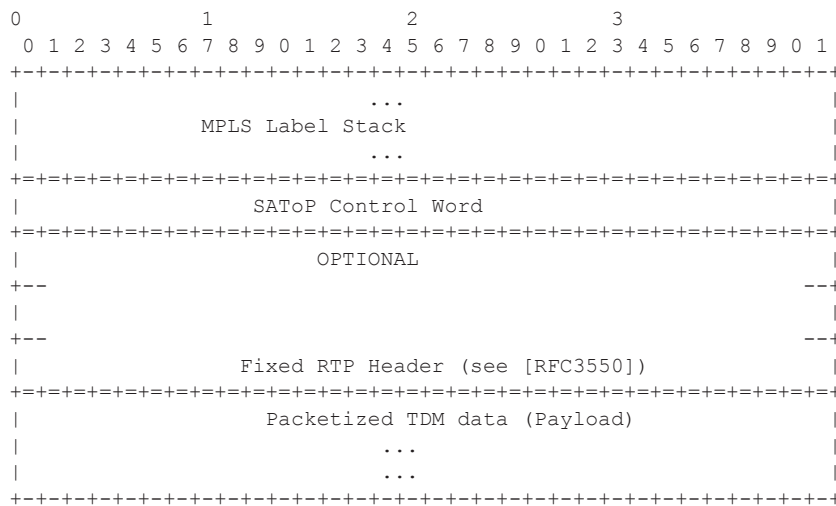 0 1 2 3
0 1 2 3 4 5 6 7 8 9 0 1 2 3 4 5 6 7 8 9 0 1 2 3 4 5 6 7 8 9 0 1
+-+-+-+-+-+-+-+-+-+-+-+-+-+-+-+-+-+-+-+-+-+-+-+-+-+-+-+-+-+-+-+-+
| ... |
| MPLS Label Stack |
| ... |
+=+=+=+=+=+=+=+=+=+=+=+=+=+=+=+=+=+=+=+=+=+=+=+=+=+=+=+=+=+=+=+=+
| SAToP Control Word |
+=+=+=+=+=+=+=+=+=+=+=+=+=+=+=+=+=+=+=+=+=+=+=+=+=+=+=+=+=+=+=+=+
| OPTIONAL |
+-- --+
| |
+-- --+
| Fixed RTP Header (see [RFC3550]) |
+=+=+=+=+=+=+=+=+=+=+=+=+=+=+=+=+=+=+=+=+=+=+=+=+=+=+=+=+=+=+=+=+
| Packetized TDM data (Payload) |
| ... |
| ... |
+-+-+-+-+-+-+-+-+-+-+-+-+-+-+-+-+-+-+-+-+-+-+-+-+-+-+-+-+-+-+-+-+